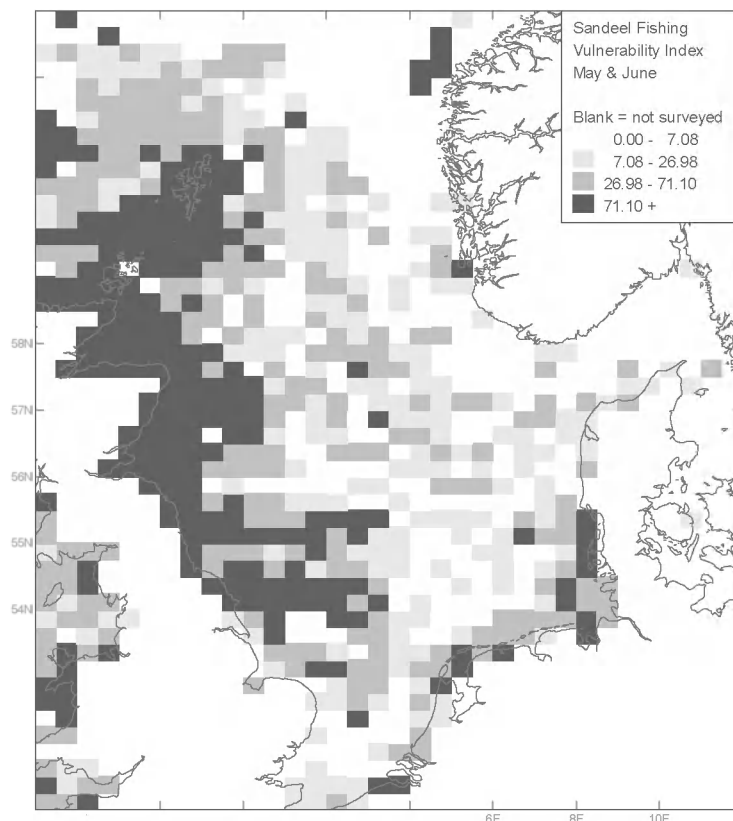 Sandeel Fishing
Vulnerability Index
May & June
Blank = not surveyed
0.00 - 7.08
7.08 - 26.98
26.98 - 71.10
71.10 +
58N
57N
56N
55N
54N
6E
8E
10E